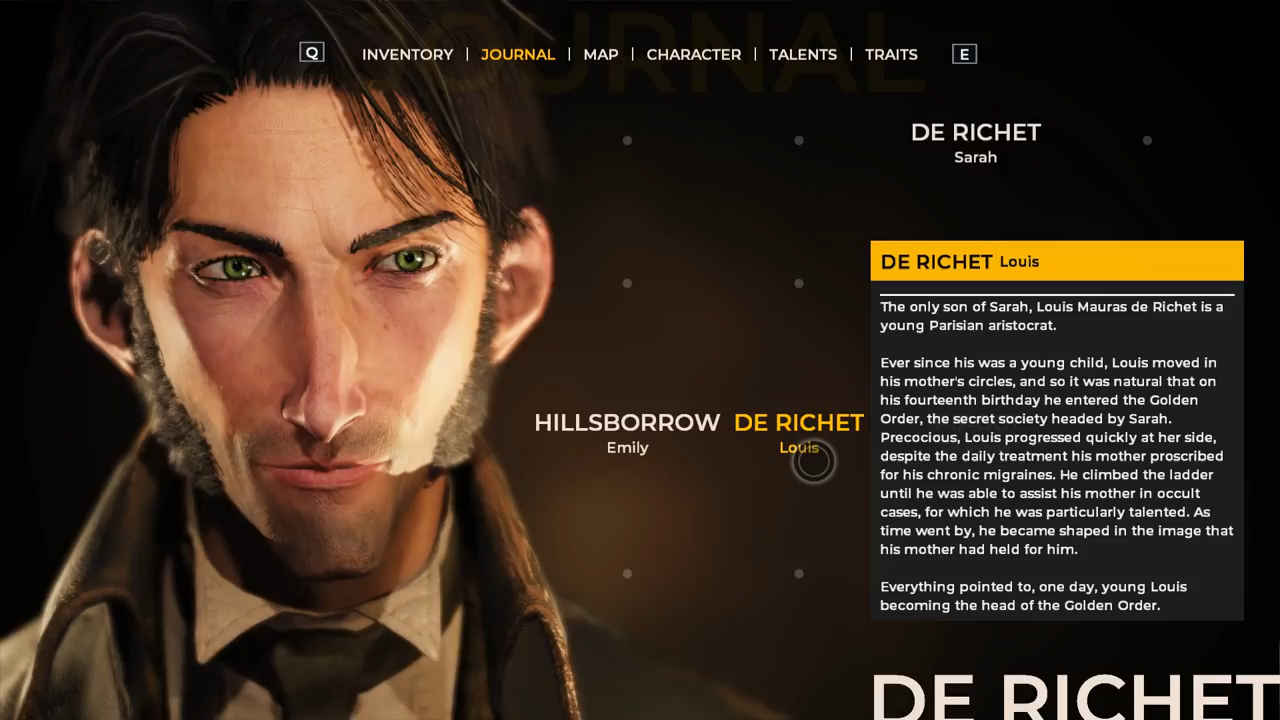 JOURNAL
Q INVENTORY | JOURNAL | MAP | CHARACTER | TALENTS | TRAITS E
DE RICHET
Sarah
HILLSBORROW
Emily
DE RICHET
Louis
DE RICHET Louis
The only son of Sarah, Louis Mauras de Richet is a
young Parisian aristocrat.
Ever since his was a young child, Louis moved in
his mother's circles, and so it was natural that on
his fourteenth birthday he entered the Golden
Order, the secret society headed by Sarah.
Precocious, Louis progressed quickly at her side,
despite the daily treatment his mother proscribed
for his chronic migraines. He climbed the ladder
until he was able to assist his mother in occult
cases, for which he was particularly talented. As
time went by, he became shaped in the image that
his mother had held for him.
Everything pointed to, one day, young Louis
becoming the head of the Golden Order.
DE RICHET